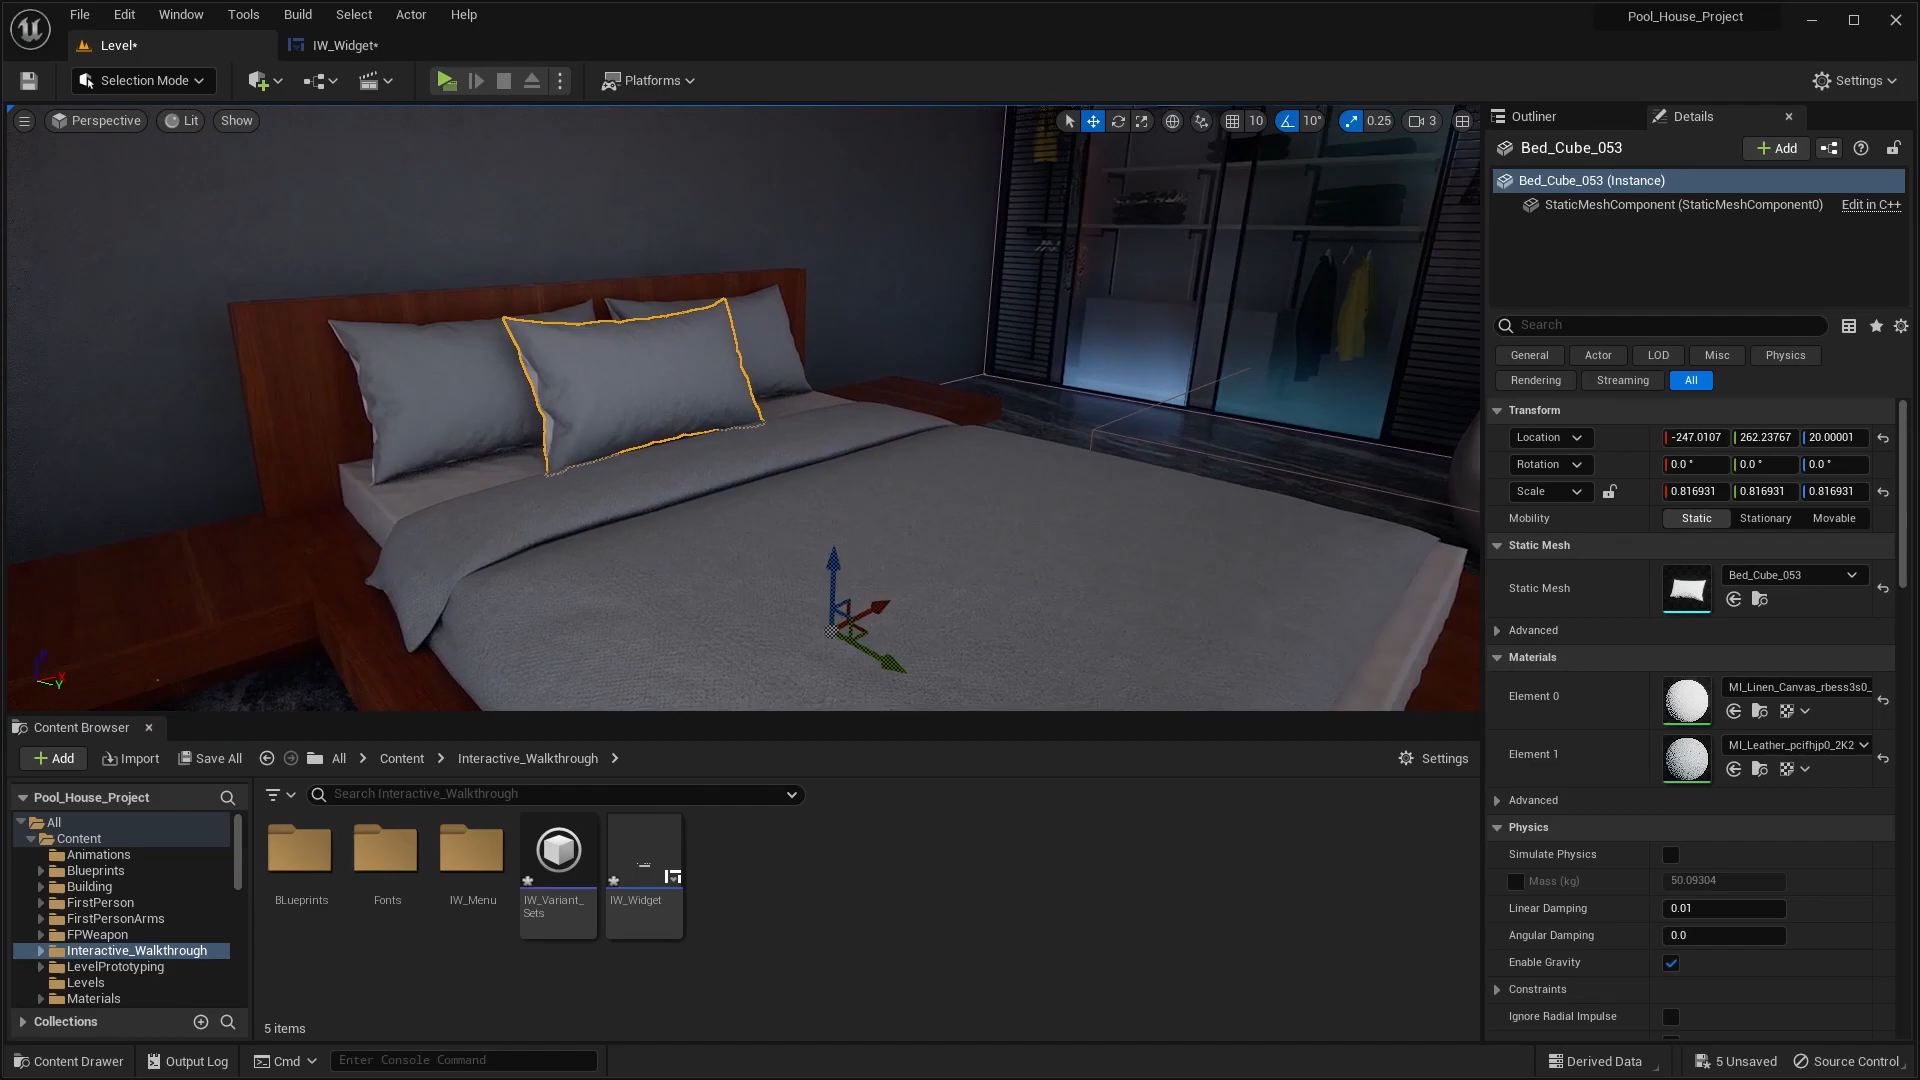 File Edit Window Tools Build Select Actor Help
Pool_House_Project
Level*
IW_Widget*
Selection Mode
Platforms
Settings
Perspective
Lit
Show
10
10°
0.25
3
Outliner
Details
Bed_Cube_053
Add
Bed_Cube_053 (Instance)
StaticMeshComponent (StaticMeshComponent0)
Edit in C++
Search
General
Actor
LOD
Misc
Physics
Rendering
Streaming
All
Transform
Location
-247.0107
262.23767
20.00001
Rotation
0.0 °
0.0 °
0.0 °
Scale
0.816931
0.816931
0.816931
Mobility
Static
Stationary
Movable
Static Mesh
Static Mesh
Bed_Cube_053
Advanced
Materials
Element 0
MI_Linen_Canvas_rbess3s0_
Element 1
MI_Leather_pcifhjp0_2K2
Advanced
Physics
Simulate Physics
Mass (kg)
50.09304
Linear Damping
0.01
Angular Damping
0.0
Enable Gravity
Constraints
Ignore Radial Impulse
Content Browser
Add
Import
Save All
All
Content
Interactive_Walkthrough
Settings
Pool_House_Project
Search Interactive_Walkthrough
All
Content
Animations
Blueprints
Building
FirstPerson
FirstPersonArms
FPWeapon
Interactive_Walkthrough
LevelPrototyping
Levels
Materials
Collections
BLueprints
Fonts
IW_Menu
IW_Variant_
Sets
IW_Widget
5 items
Content Drawer
Output Log
Cmd
Enter Console Command
Derived Data
5 Unsaved
Source Control